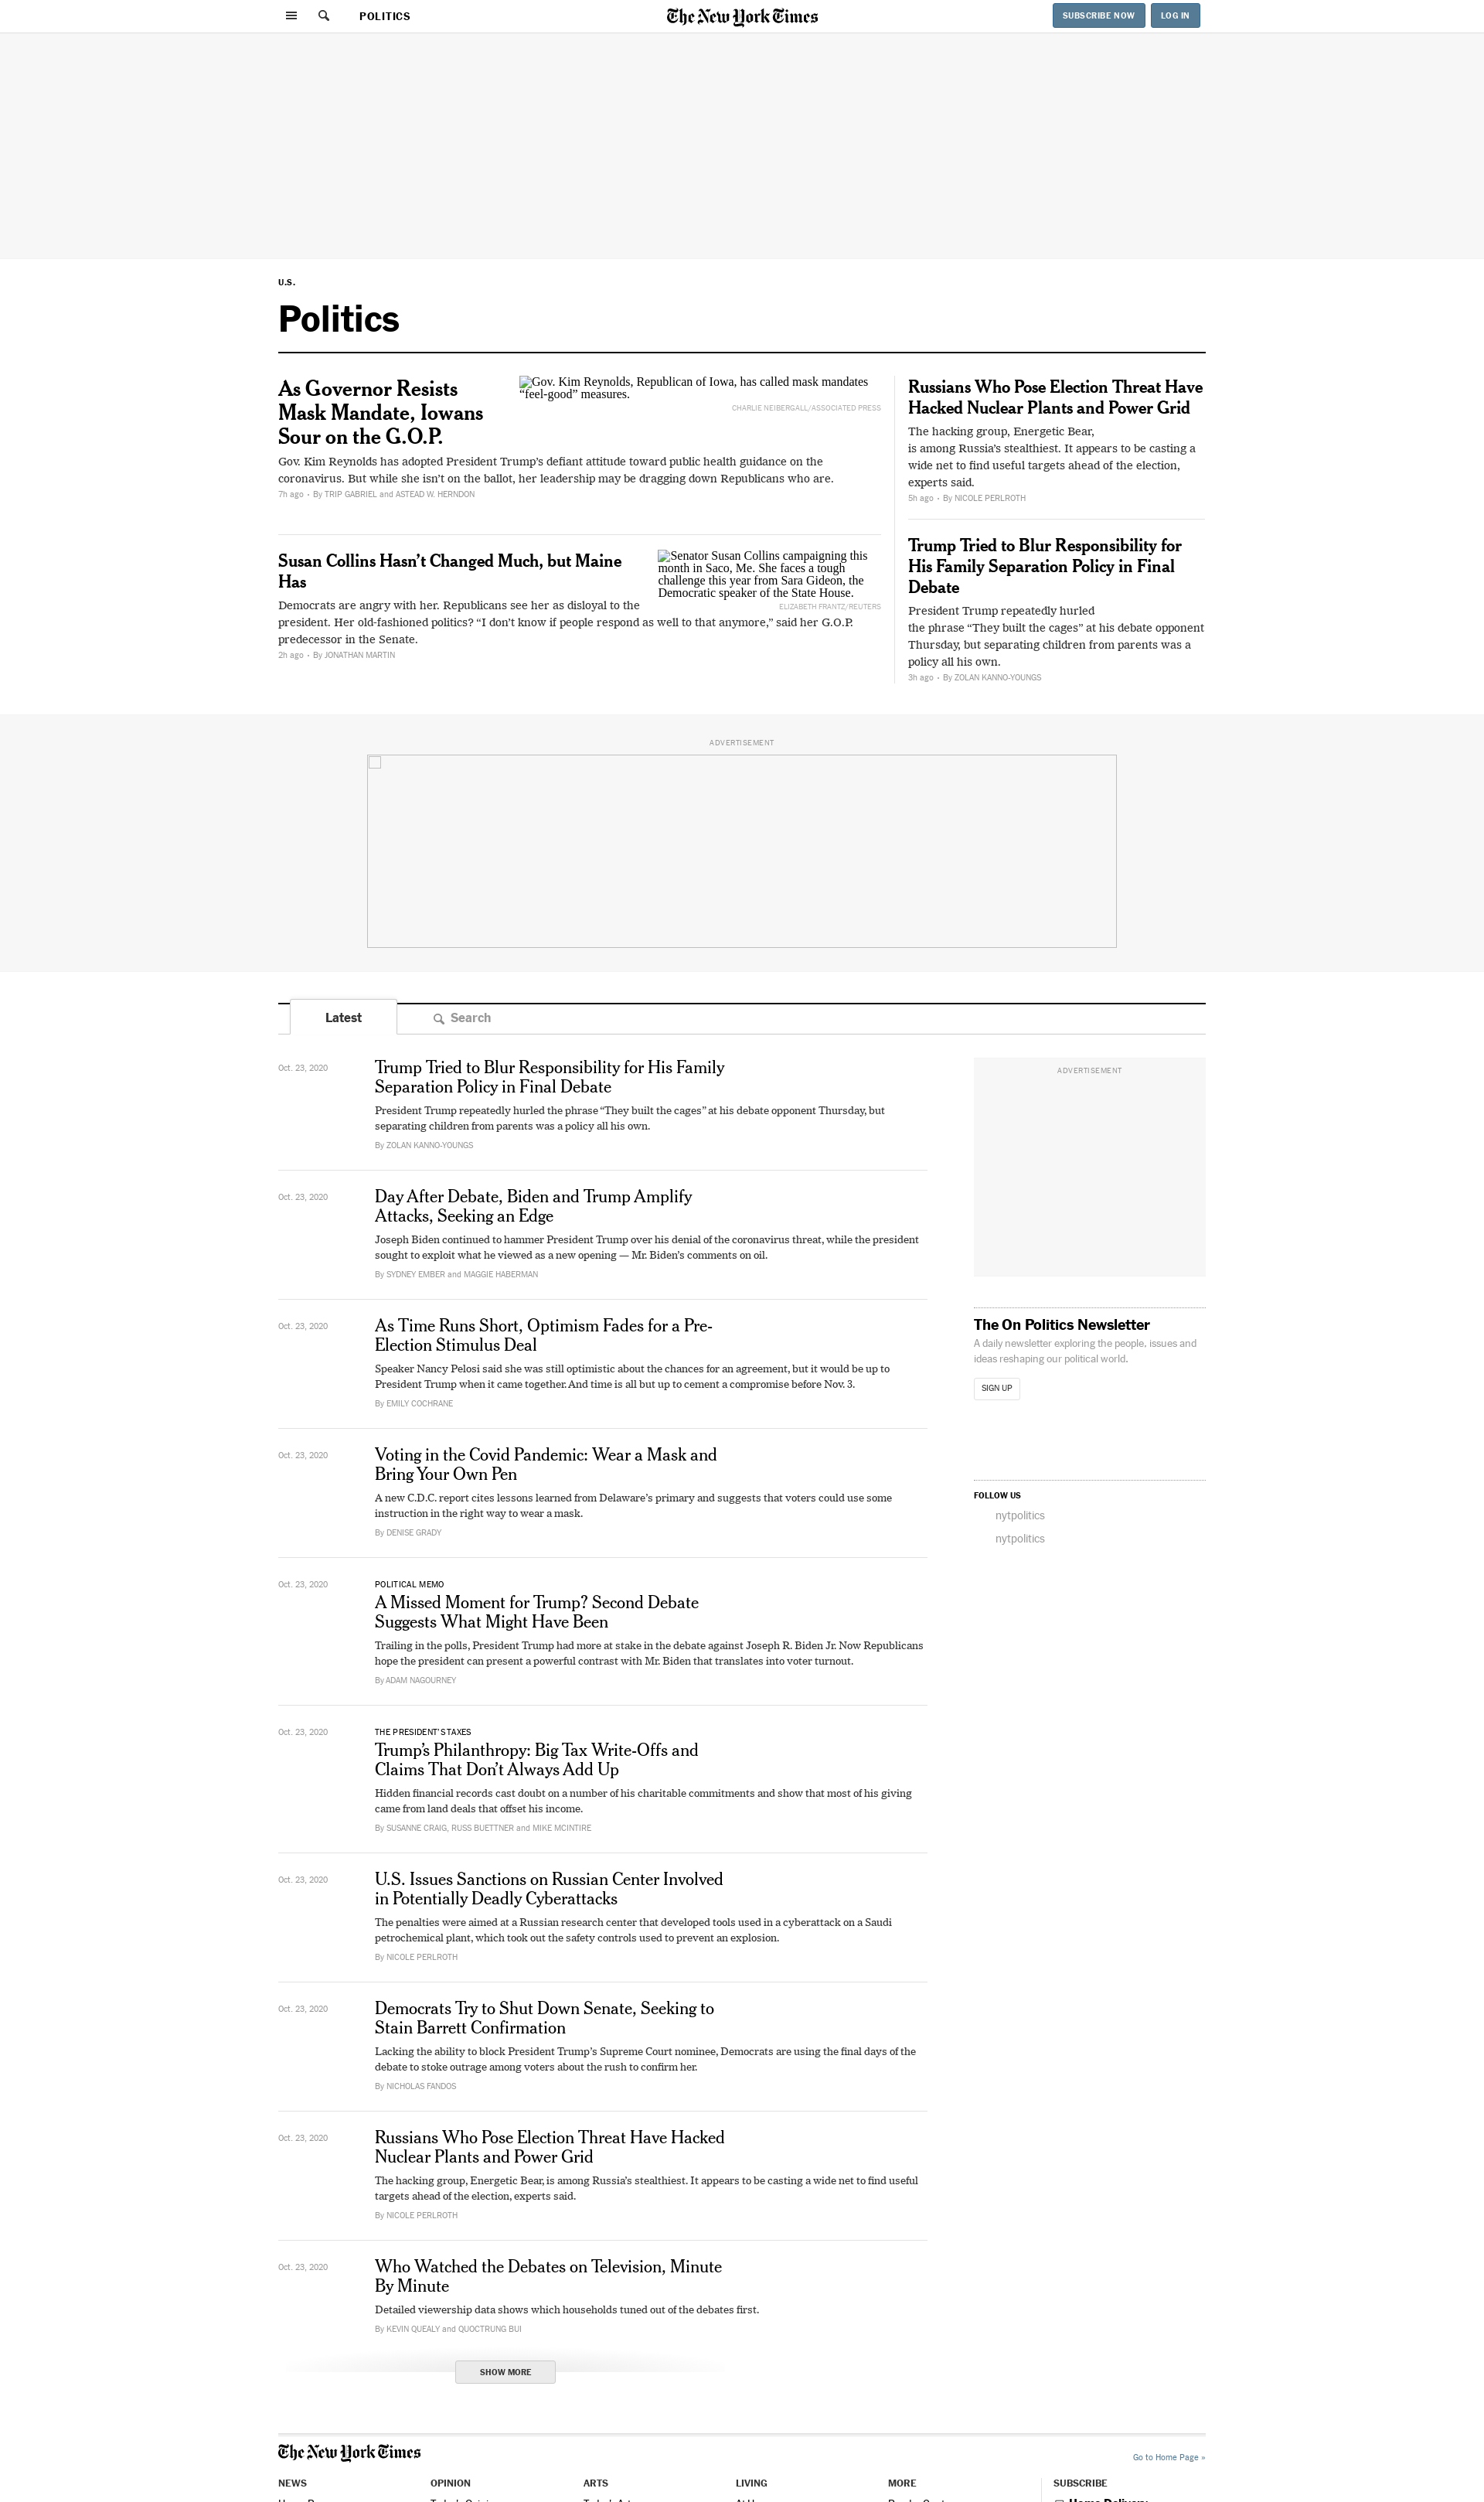 POLITICS
The New York Times
SUBSCRIBE NOW
LOG IN
U.S.
Politics
As Governor Resists
Mask Mandate, Iowans
Sour on the G.O.P.
Gov. Kim Reynolds, Republican of Iowa, has called mask mandates
“feel-good” measures.
CHARLIE NEIBERGALL/ASSOCIATED PRESS
Gov. Kim Reynolds has adopted President Trump’s defiant attitude toward public health guidance on the
coronavirus. But while she isn’t on the ballot, her leadership may be dragging down Republicans who are.
7h ago • By TRIP GABRIEL and ASTEAD W. HERNDON
Susan Collins Hasn’t Changed Much, but Maine
Has
Senator Susan Collins campaigning this
month in Saco, Me. She faces a tough
challenge this year from Sara Gideon, the
Democratic speaker of the State House.
ELIZABETH FRANTZ/REUTERS
Democrats are angry with her. Republicans see her as disloyal to the
president. Her old-fashioned politics? “I don’t know if people respond as well to that anymore,” said her G.O.P.
predecessor in the Senate.
2h ago • By JONATHAN MARTIN
Russians Who Pose Election Threat Have
Hacked Nuclear Plants and Power Grid
The hacking group, Energetic Bear,
is among Russia’s stealthiest. It appears to be casting a
wide net to find useful targets ahead of the election,
experts said.
5h ago • By NICOLE PERLROTH
Trump Tried to Blur Responsibility for
His Family Separation Policy in Final
Debate
President Trump repeatedly hurled
the phrase “They built the cages” at his debate opponent
Thursday, but separating children from parents was a
policy all his own.
3h ago • By ZOLAN KANNO-YOUNGS
ADVERTISEMENT
Latest
Search
Oct. 23, 2020
Trump Tried to Blur Responsibility for His Family
Separation Policy in Final Debate
President Trump repeatedly hurled the phrase “They built the cages” at his debate opponent Thursday, but
separating children from parents was a policy all his own.
By ZOLAN KANNO-YOUNGS
Oct. 23, 2020
Day After Debate, Biden and Trump Amplify
Attacks, Seeking an Edge
Joseph Biden continued to hammer President Trump over his denial of the coronavirus threat, while the president
sought to exploit what he viewed as a new opening — Mr. Biden’s comments on oil.
By SYDNEY EMBER and MAGGIE HABERMAN
Oct. 23, 2020
As Time Runs Short, Optimism Fades for a Pre-
Election Stimulus Deal
Speaker Nancy Pelosi said she was still optimistic about the chances for an agreement, but it would be up to
President Trump when it came together. And time is all but up to cement a compromise before Nov. 3.
By EMILY COCHRANE
Oct. 23, 2020
Voting in the Covid Pandemic: Wear a Mask and
Bring Your Own Pen
A new C.D.C. report cites lessons learned from Delaware’s primary and suggests that voters could use some
instruction in the right way to wear a mask.
By DENISE GRADY
Oct. 23, 2020
POLITICAL MEMO
A Missed Moment for Trump? Second Debate
Suggests What Might Have Been
Trailing in the polls, President Trump had more at stake in the debate against Joseph R. Biden Jr. Now Republicans
hope the president can present a powerful contrast with Mr. Biden that translates into voter turnout.
By ADAM NAGOURNEY
Oct. 23, 2020
THE PRESIDENT’S TAXES
Trump’s Philanthropy: Big Tax Write-Offs and
Claims That Don’t Always Add Up
Hidden financial records cast doubt on a number of his charitable commitments and show that most of his giving
came from land deals that offset his income.
By SUSANNE CRAIG, RUSS BUETTNER and MIKE MCINTIRE
Oct. 23, 2020
U.S. Issues Sanctions on Russian Center Involved
in Potentially Deadly Cyberattacks
The penalties were aimed at a Russian research center that developed tools used in a cyberattack on a Saudi
petrochemical plant, which took out the safety controls used to prevent an explosion.
By NICOLE PERLROTH
Oct. 23, 2020
Democrats Try to Shut Down Senate, Seeking to
Stain Barrett Confirmation
Lacking the ability to block President Trump’s Supreme Court nominee, Democrats are using the final days of the
debate to stoke outrage among voters about the rush to confirm her.
By NICHOLAS FANDOS
Oct. 23, 2020
Russians Who Pose Election Threat Have Hacked
Nuclear Plants and Power Grid
The hacking group, Energetic Bear, is among Russia’s stealthiest. It appears to be casting a wide net to find useful
targets ahead of the election, experts said.
By NICOLE PERLROTH
Oct. 23, 2020
Who Watched the Debates on Television, Minute
By Minute
Detailed viewership data shows which households tuned out of the debates first.
By KEVIN QUEALY and QUOCTRUNG BUI
SHOW MORE
ADVERTISEMENT
The On Politics Newsletter
A daily newsletter exploring the people, issues and
ideas reshaping our political world.
SIGN UP
FOLLOW US
nytpolitics
nytpolitics
The New York Times
Go to Home Page »
NEWS
OPINION
ARTS
LIVING
MORE
SUBSCRIBE
Home Delivery